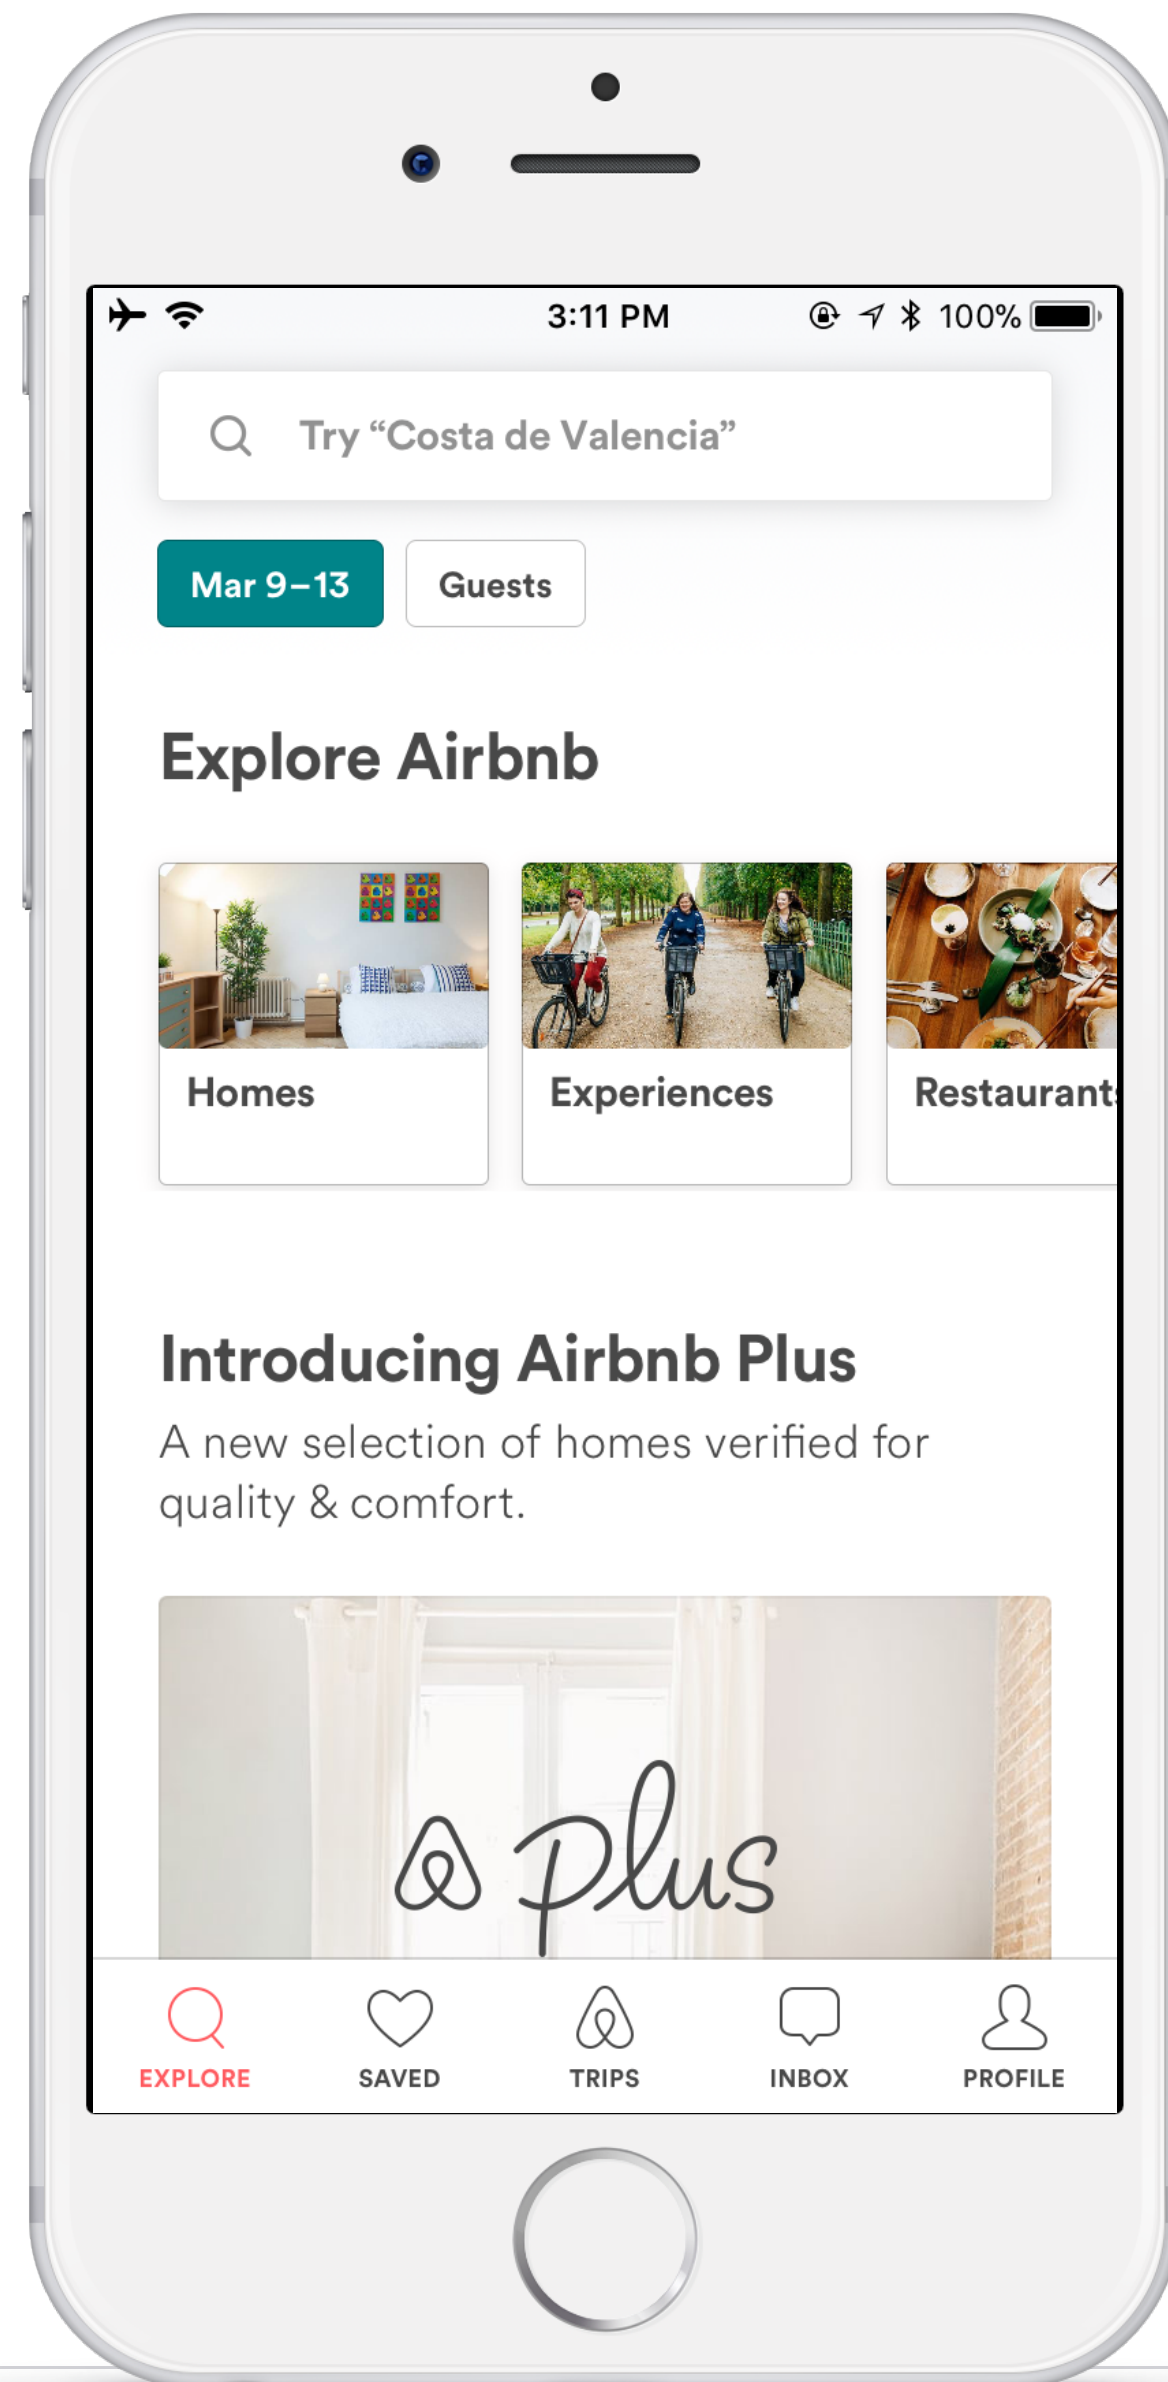 3:11 PM 100%
Try “Costa de Valencia”
Mar 9–13 Guests
Explore Airbnb
Homes Experiences Restaurants
Introducing Airbnb Plus
A new selection of homes verified for
quality & comfort.
plus
EXPLORE SAVED TRIPS INBOX PROFILE